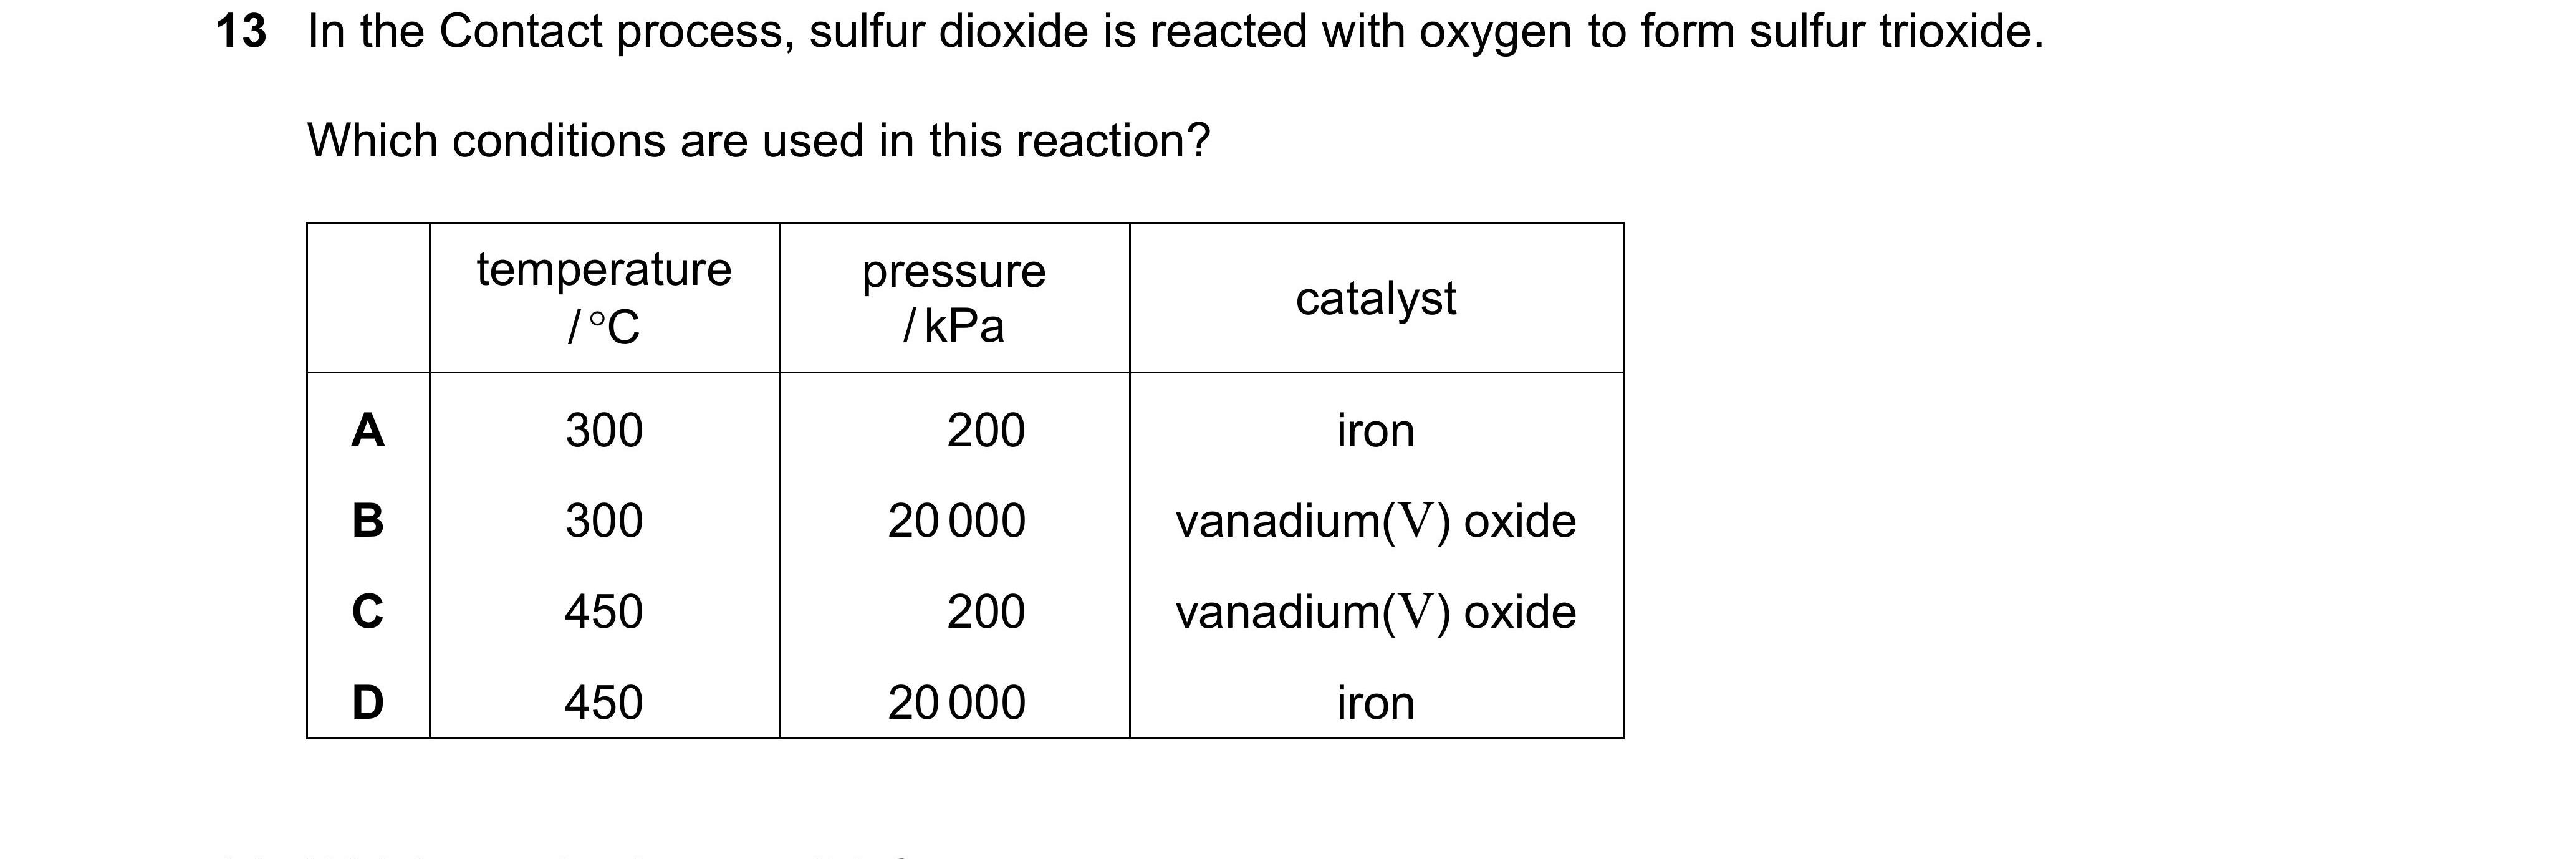 13 In the Contact process, sulfur dioxide is reacted with oxygen to form sulfur trioxide.
Which conditions are used in this reaction?
temperature /°C pressure /kPa catalyst
A 300 200 iron
B 300 20 000 vanadium(V) oxide
C 450 200 vanadium(V) oxide
D 450 20 000 iron